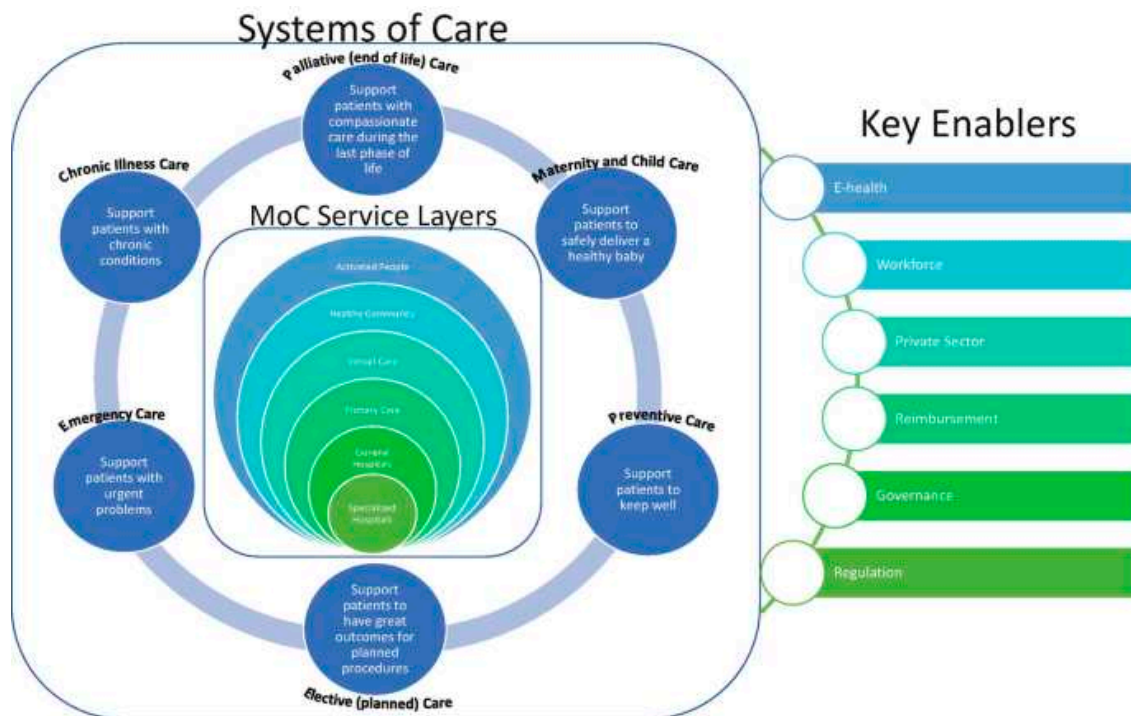 Systems of Care
Palliative (end of life) Care
Support
patients with
compassionate
care during the
last phase of
life
Chronic Illness Care
Support
patients with
chronic
conditions
Maternity and Child Care
Support
patients to
safely deliver a
healthy baby
MoC Service Layers
Activated People
Healthy Community
Virtual Care
Primary Care
General
Hospitals
Specialized
Hospitals
Emergency Care
Support
patients with
urgent
problems
Preventive Care
Support
patients to
keep well
Support
patients to
have great
outcomes for
planned
procedures
Elective (planned) Care
Key Enablers
E-health
Workforce
Private Sector
Reimbursement
Governance
Regulation